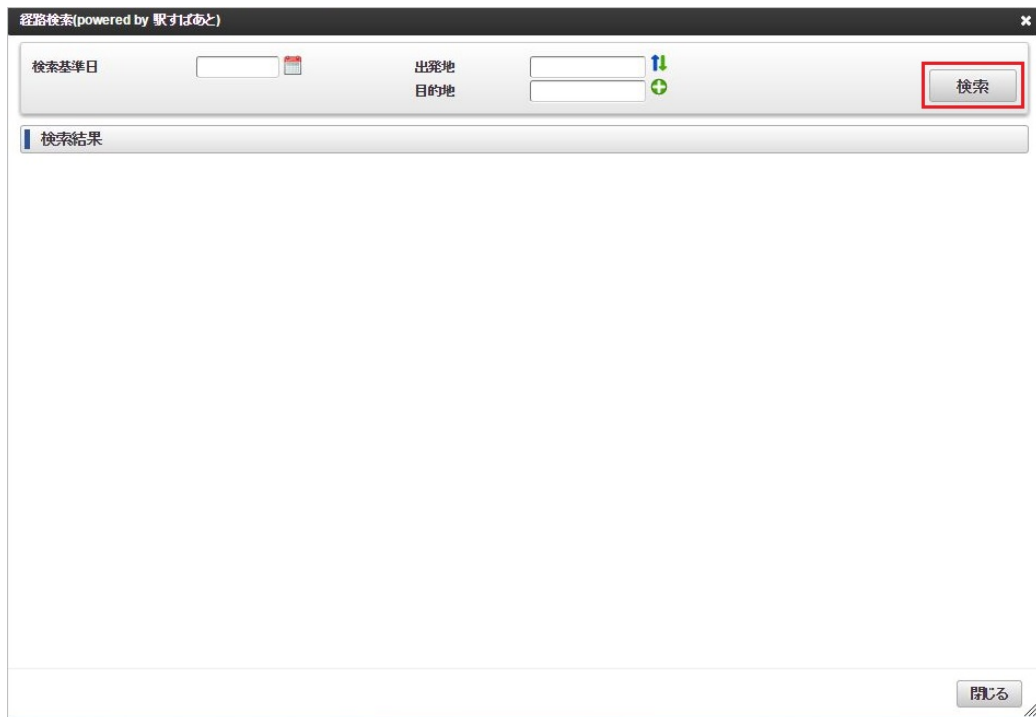 経路検索(powered by 駅すぱあと)
検索基準日
出発地
目的地
検索
検索結果
閉じる